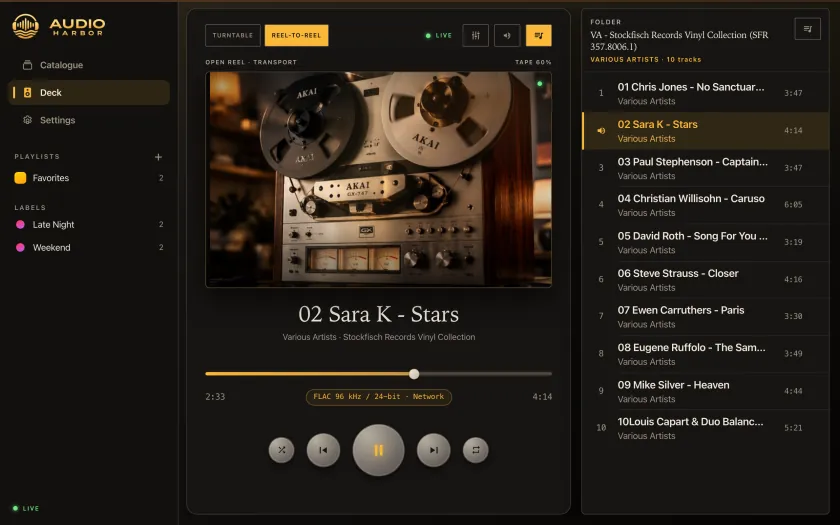 AUDIO
HARBOR
Catalogue
Deck
Settings
PLAYLISTS
Favorites 2
LABELS
Late Night 2
Weekend 2
LIVE
TURNTABLE
REEL-TO-REEL
LIVE
OPEN REEL · TRANSPORT
TAPE 60%
AKAI
AKAI
AKAI
AKAI
GX
02 Sara K - Stars
Various Artists · Stockfisch Records Vinyl Collection
2:33
FLAC 96 kHz / 24-bit · Network
4:14
FOLDER
VA - Stockfisch Records Vinyl Collection (SFR
357.8006.1)
VARIOUS ARTISTS · 10 tracks
1 01 Chris Jones - No Sanctuar... 3:47
Various Artists
02 Sara K - Stars 4:14
Various Artists
3 03 Paul Stephenson - Captain... 3:47
Various Artists
4 04 Christian Willisohn - Caruso 6:05
Various Artists
5 05 David Roth - Song For You ... 3:19
Various Artists
6 06 Steve Strauss - Closer 4:16
Various Artists
7 07 Ewen Carruthers - Paris 3:30
Various Artists
8 08 Eugene Ruffolo - The Sam... 3:49
Various Artists
9 09 Mike Silver - Heaven 4:44
Various Artists
10 10Louis Capart & Duo Balanc... 5:21
Various Artists